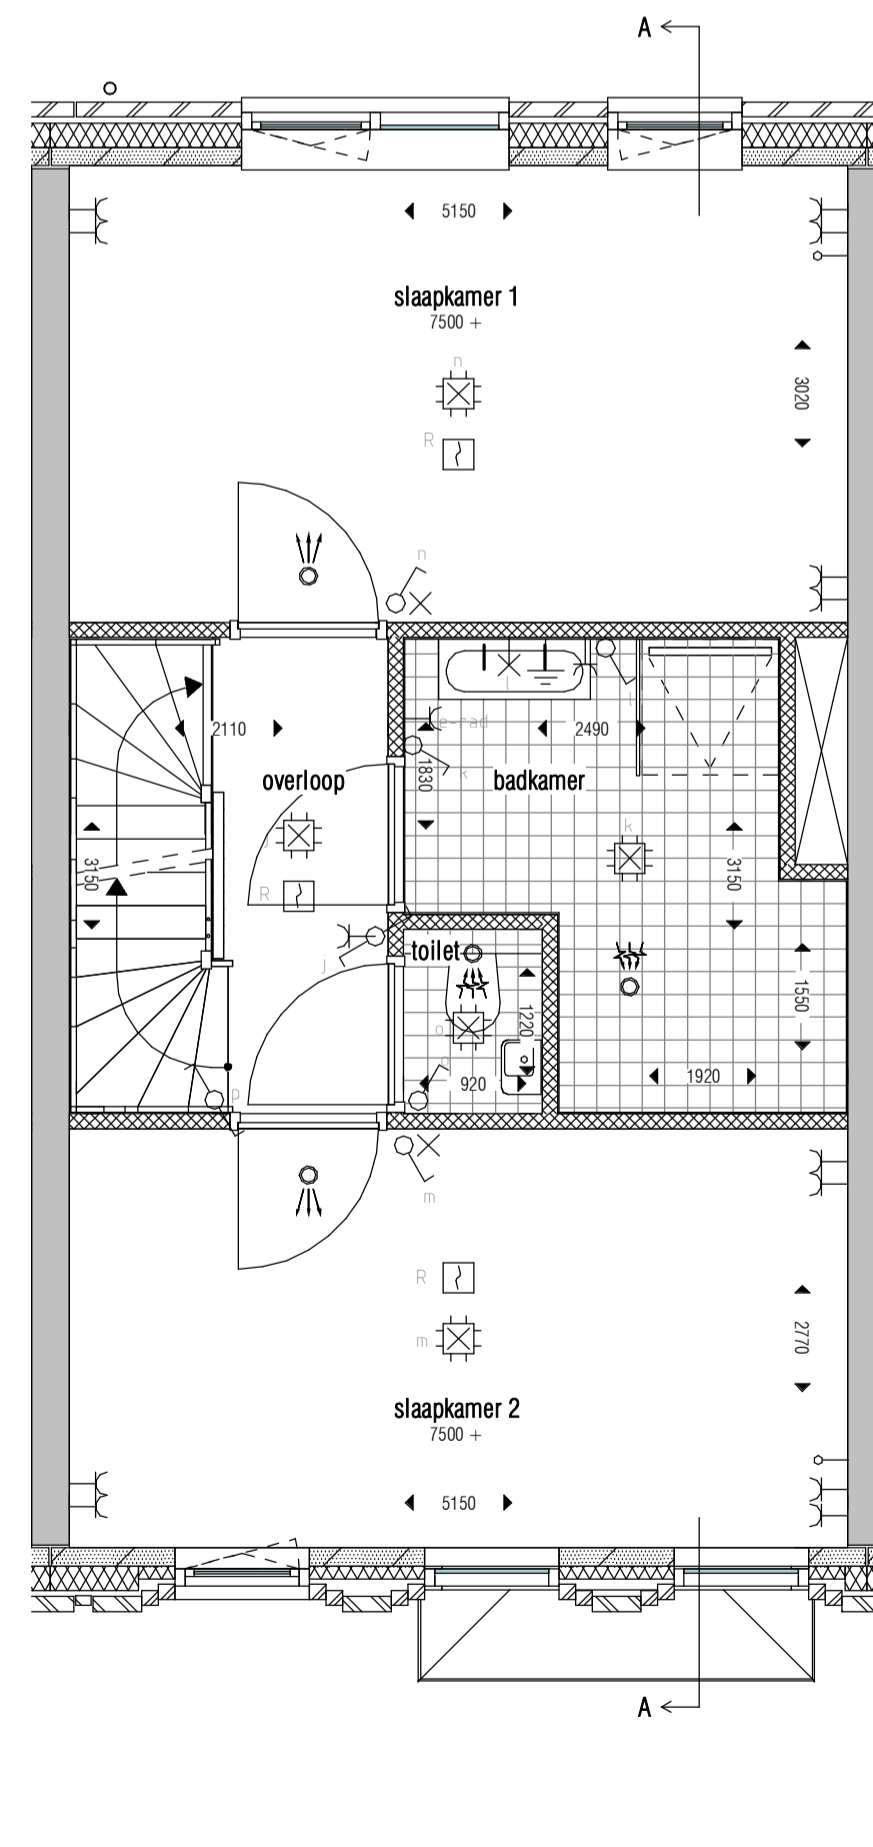 A
5150
slaapkamer 1
7500 +
n
3020
R
n
l
l
2110
e-rad
2490
1830
k
overloop
badkamer
k
3150
3150
j
R
toilet
j
1550
1220
o
o
920
1920
p
m
R
2770
m
slaapkamer 2
7500 +
5150
A